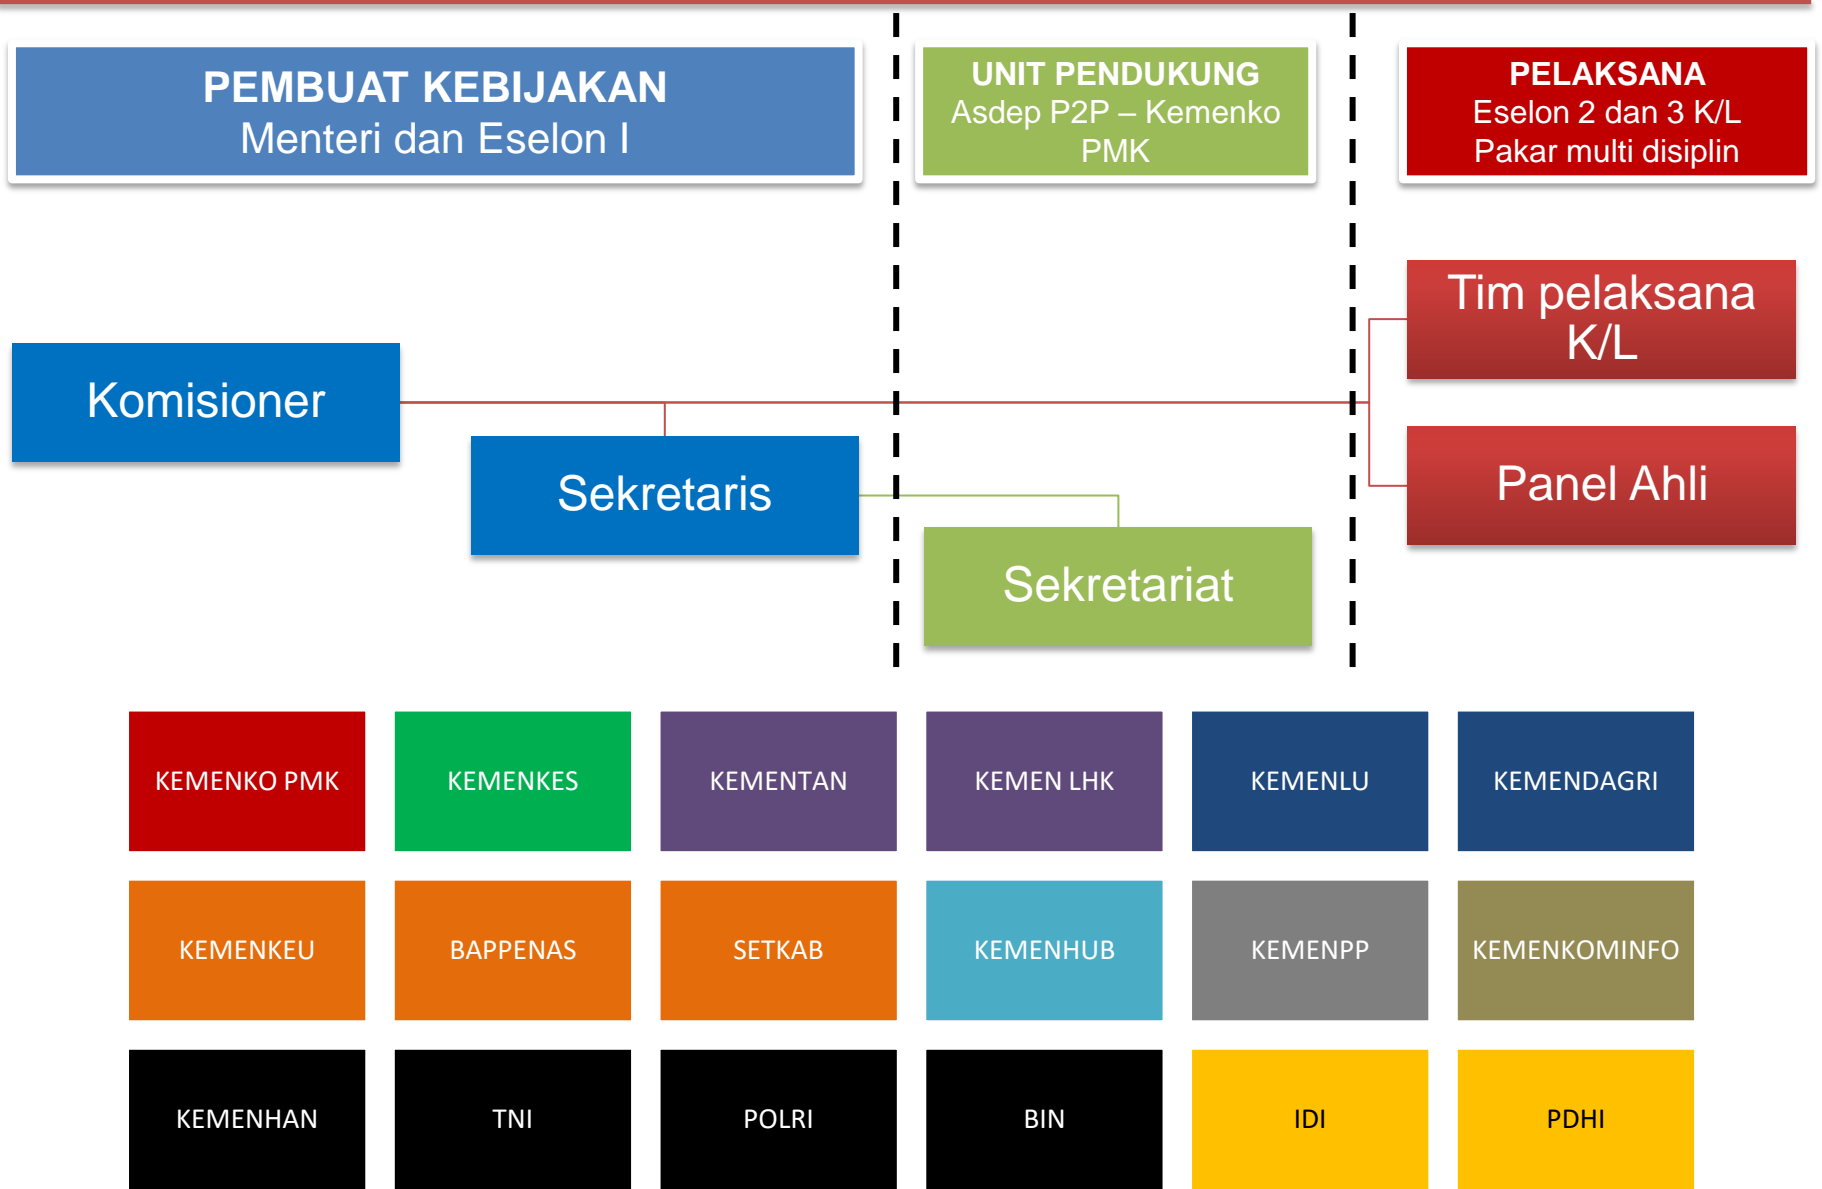 PEMBUAT KEBIJAKAN
Menteri dan Eselon I
UNIT PENDUKUNG
Asdep P2P – Kemenko
PMK
PELAKSANA
Eselon 2 dan 3 K/L
Pakar multi disiplin
Komisioner
Sekretaris
Sekretariat
Tim pelaksana
K/L
Panel Ahli
KEMENKO PMK
KEMENKES
KEMENTAN
KEMEN LHK
KEMENLU
KEMENDAGRI
KEMENKEU
BAPPENAS
SETKAB
KEMENHUB
KEMENPP
KEMENKOMINFO
KEMENHAN
TNI
POLRI
BIN
IDI
PDHI